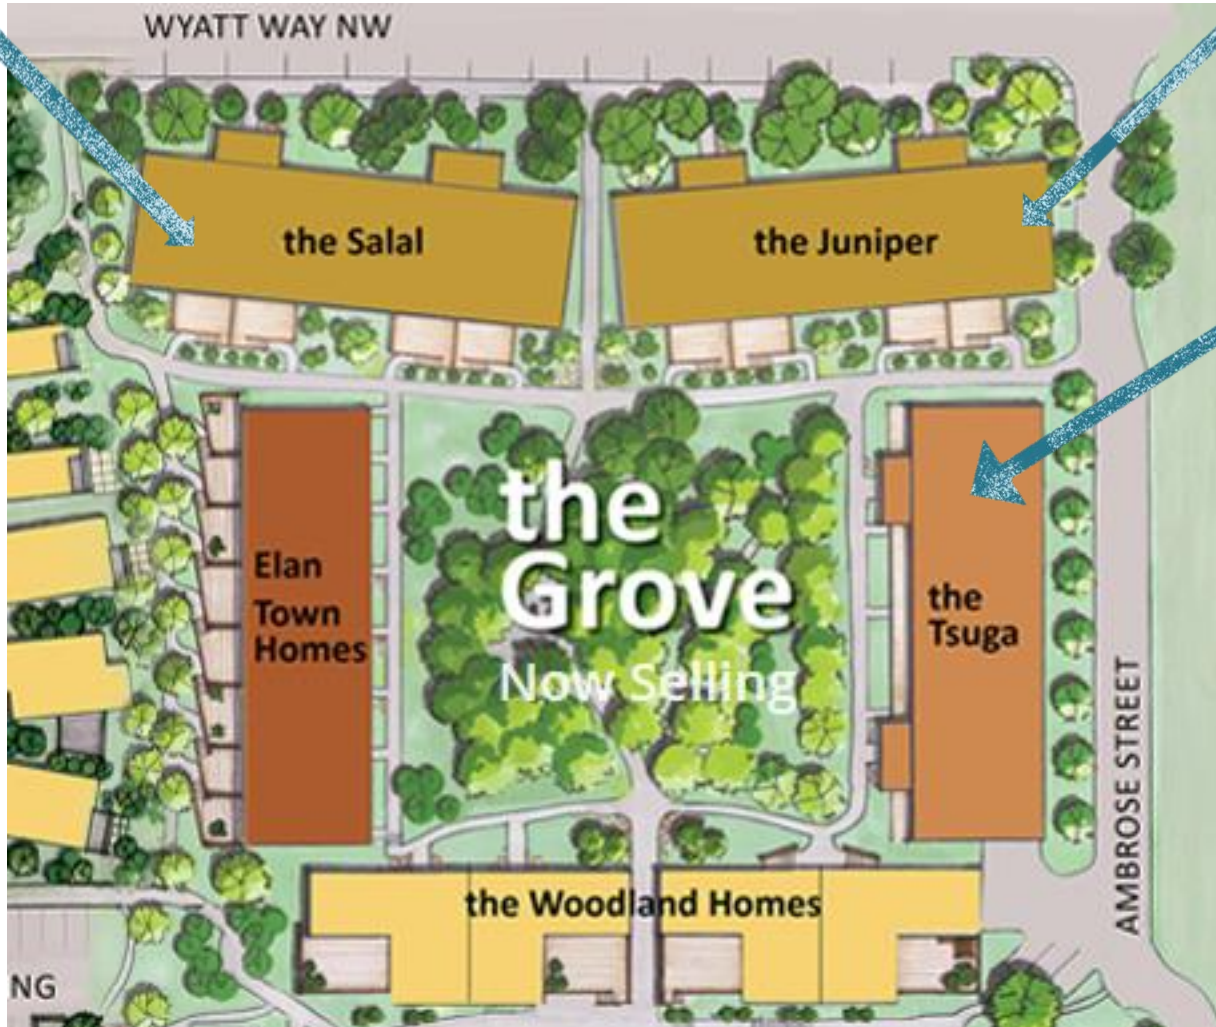 WYATT WAY NW
the Salal
the Juniper
the
Grove
Now Selling
Elan
Town
Homes
the
Tsuga
AMBROSE STREET
the Woodland Homes
NG